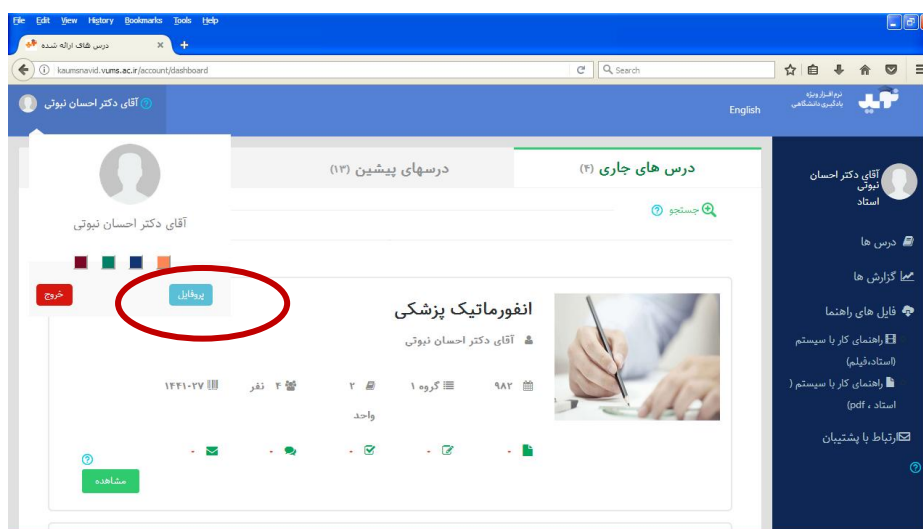 File Edit View History Bookmarks Tools Help
درس های ارائه شده
kaumsnavid.vums.ac.ir/account/dashboard
Search
آقای دکتر احسان نبوتی
English
نرم افزار ویژه
یادگیری دانشگاهی
نوید
آقای دکتر احسان نبوتی
خروج
پروفایل
درس های جاری (۴)
درسهای پیشین (۱۳)
جستجو
انفورماتیک پزشکی
آقای دکتر احسان نبوتی
۹۸۲
گروه ۱
۲
واحد
۴ نفر
۱۴۴۱-۲۷
- - - - -
مشاهده
آقای دکتر احسان
نبوتی
استاد
درس ها
گزارش ها
فایل های راهنما
راهنمای کار با سیستم
(استاد،فیلم)
راهنمای کار با سیستم (
استاد ، pdf)
ارتباط با پشتیبان